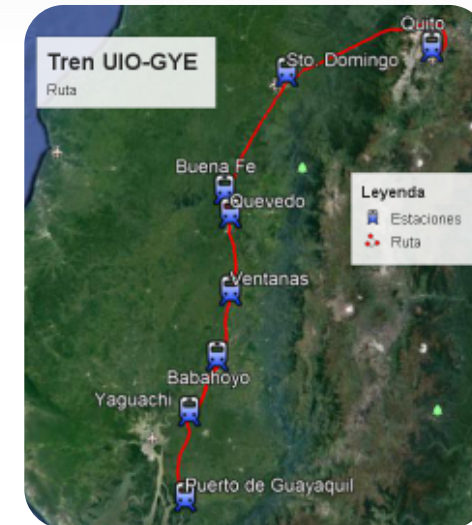 Quito
Tren UIO-GYE
Ruta
Sto. Domingo
Buena Fe
Quevedo
Leyenda
Estaciones
Ruta
Ventanas
Babahoyo
Yaguachi
Puerto de Guayaquil